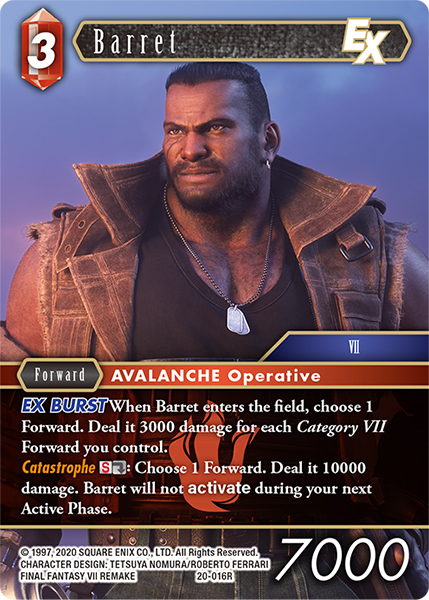 3
Barret
EX
VII
Forward
AVALANCHE Operative
EX BURST When Barret enters the field, choose 1
Forward. Deal it 3000 damage for each Category VII
Forward you control.
Catastrophe S: Choose 1 Forward. Deal it 10000
damage. Barret will not activate during your next
Active Phase.
© 1997, 2020 SQUARE ENIX CO., LTD. All Rights Reserved.
CHARACTER DESIGN: TETSUYA NOMURA/ROBERTO FERRARI
FINAL FANTASY VII REMAKE 20-016R
7000